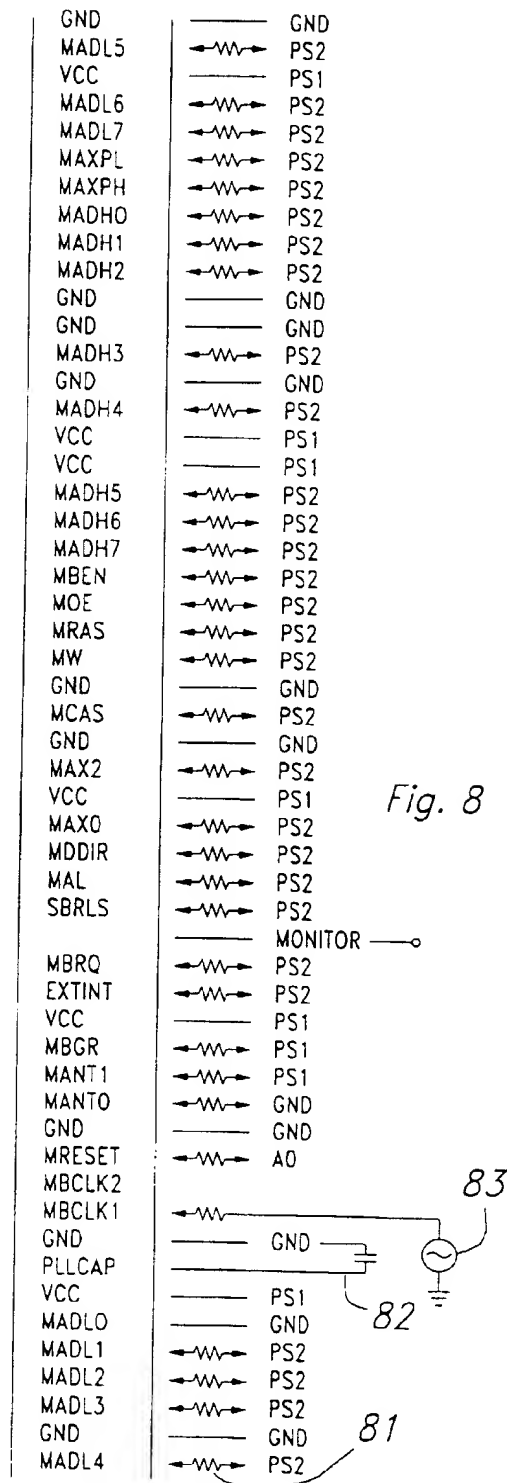 GND GND
MADL5 PS2
VCC PS1
MADL6 PS2
MADL7 PS2
MAXPL PS2
MAXPH PS2
MADH0 PS2
MADH1 PS2
MADH2 PS2
GND GND
GND GND
MADH3 PS2
GND GND
MADH4 PS2
VCC PS1
VCC PS1
MADH5 PS2
MADH6 PS2
MADH7 PS2
MBEN PS2
MOE PS2
MRAS PS2
MW PS2
GND GND
MCAS PS2
GND GND
MAX2 PS2
VCC PS1
Fig. 8
MAX0 PS2
MDDIR PS2
MAL PS2
SBRLS PS2
MONITOR
MBRQ PS2
EXTINT PS2
VCC PS1
MBGR PS1
MANT1 PS1
MANT0 GND
GND GND
MRESET A0
MBCLK2
83
MBCLK1
GND GND
PLLCAP
82
VCC PS1
MADL0 GND
MADL1 PS2
MADL2 PS2
MADL3 PS2
GND GND
81
MADL4 PS2